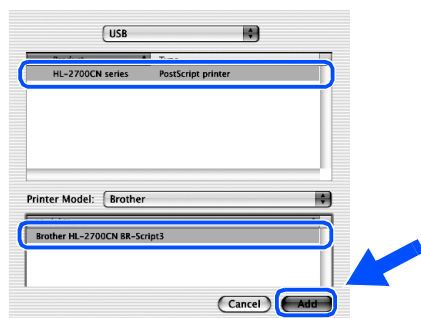 USB
HL-2700CN series PostScript printer
Printer Model: Brother
Brother HL-2700CN BR-Script3
Cancel Add